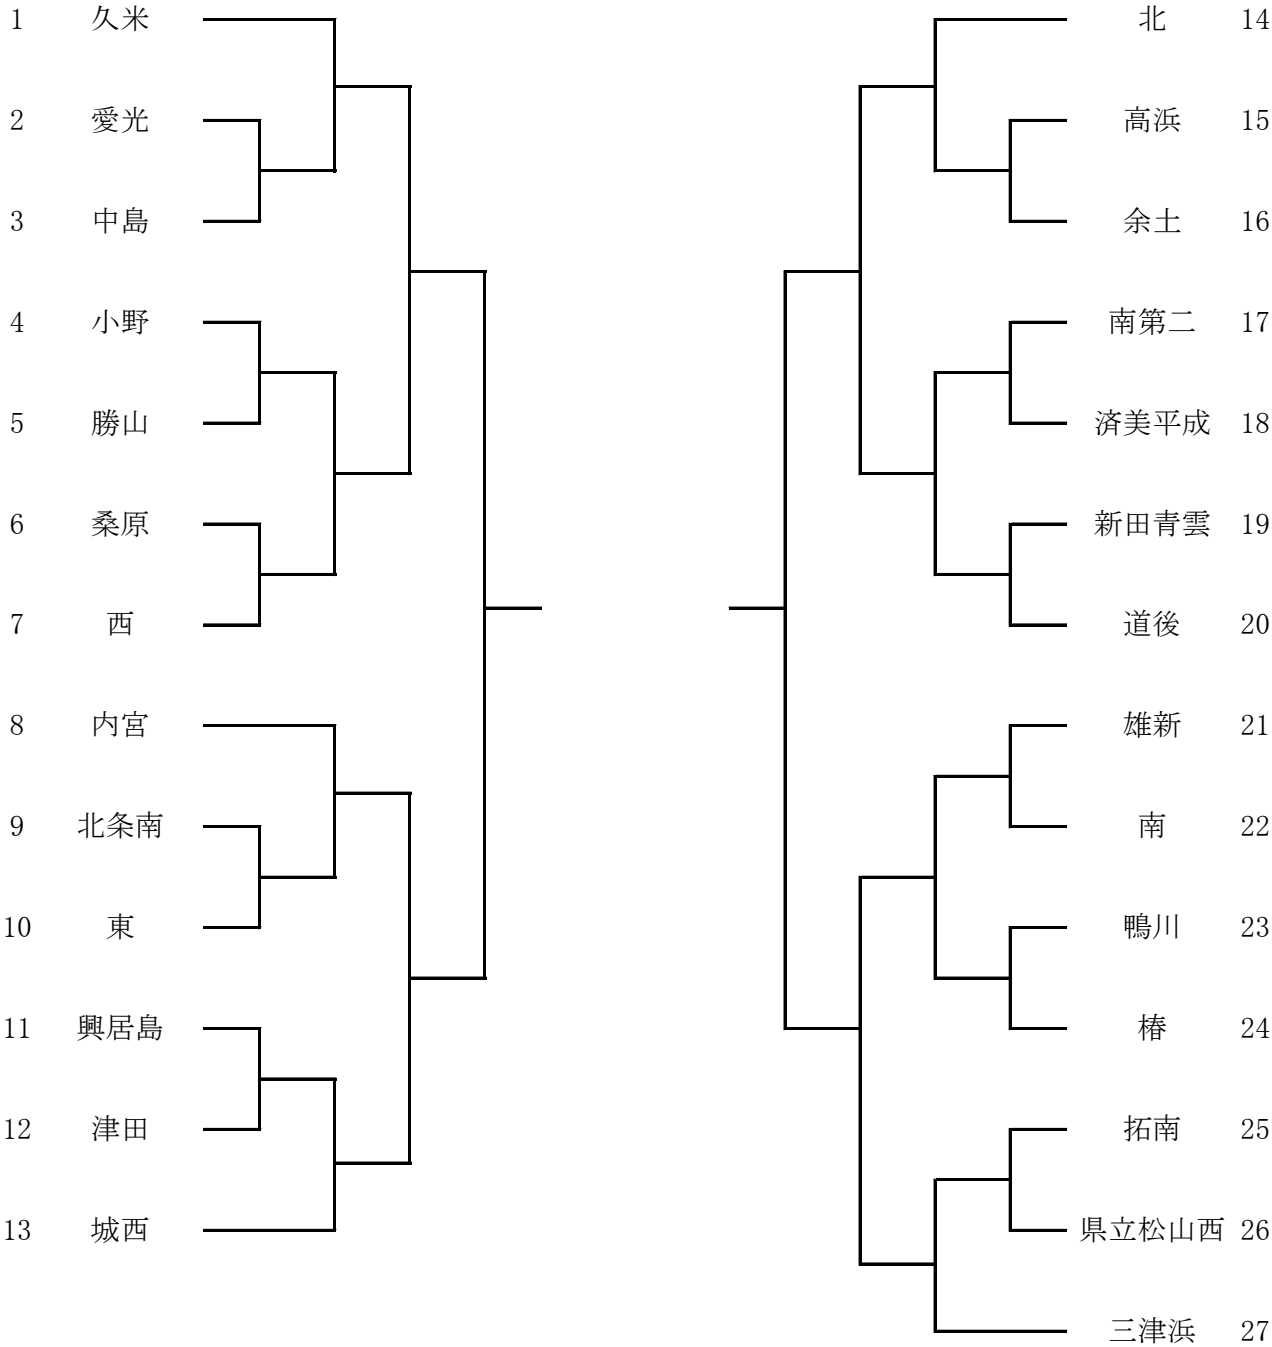 1 久米
2 愛光
3 中島
4 小野
5 勝山
6 桑原
7 西
8 内宮
9 北条南
10 東
11 興居島
12 津田
13 城西
北 14
高浜 15
余土 16
南第二 17
済美平成 18
新田青雲 19
道後 20
雄新 21
南 22
鴨川 23
椿 24
拓南 25
県立松山西 26
三津浜 27